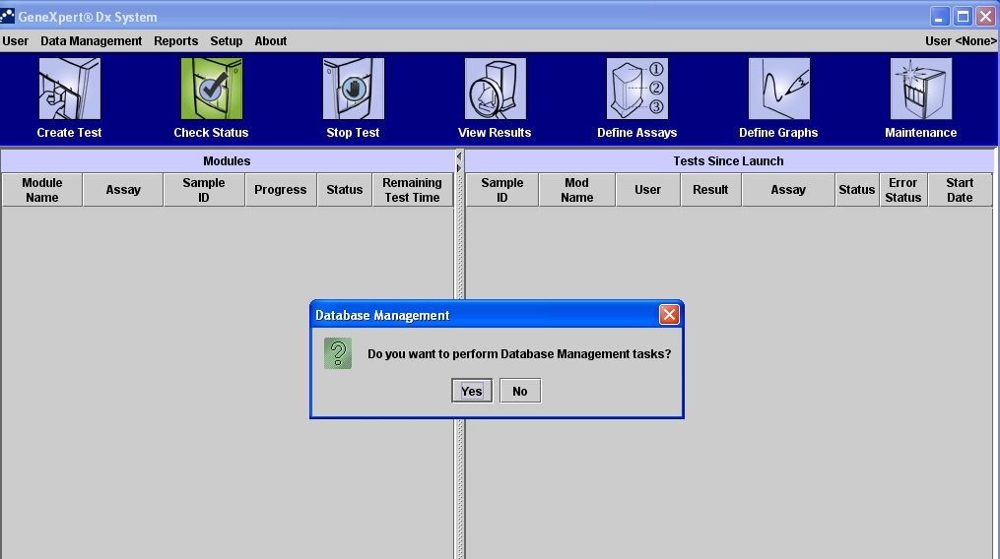 GeneXpert® Dx System
User Data Management Reports Setup About User <None>
① ② ③
Create Test Check Status Stop Test View Results Define Assays Define Graphs Maintenance
Modules Tests Since Launch
Module Name Assay Sample ID Progress Status Remaining Test Time Sample ID Mod Name User Result Assay Status Error Status Start Date
Database Management
Do you want to perform Database Management tasks?
Yes No